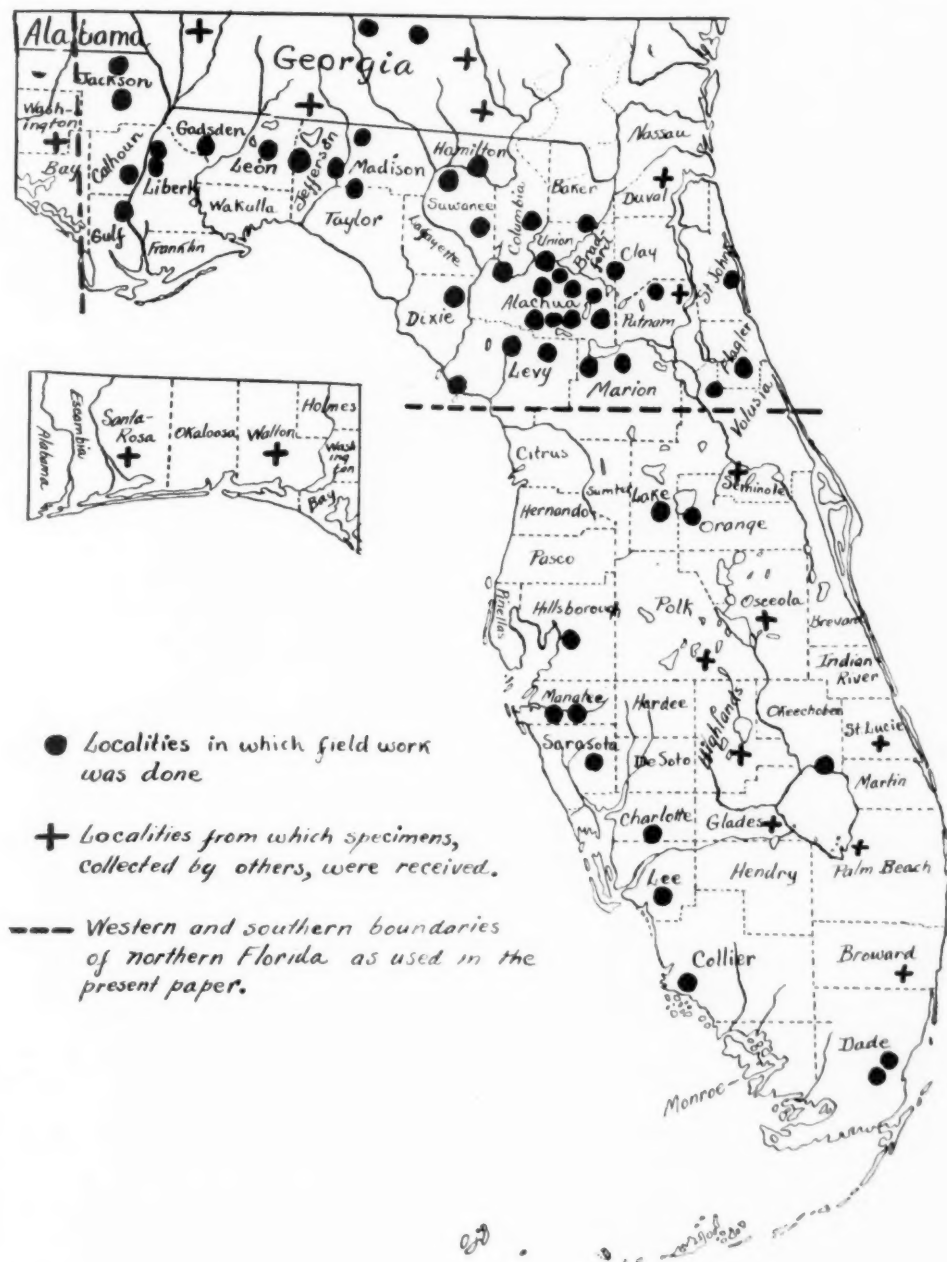 Alabama
Georgia
Jackson
Wash-
ington
Bay
Calhoun
Gadsden
Liberty
Gulf
Franklin
Leon
Wakulla
Jefferson
Madison
Taylor
Hamilton
Suwanee
Lafayette
Columbia
Baker
Nassau
Duval
Union
Brad-
ford
Clay
St Johns
Dixie
Alachua
Putnam
Flagler
Levy
Marion
Volusia
Escambia
Alabama
Santa-
Rosa
Okaloosa
Walton
Holmes
Wash
ing
ton
Bay
Citrus
Sumter
Lake
Seminole
Hernando
Orange
Pasco
Pinellas
Hillsborough
Polk
Osceola
Brevard
Indian
River
Manatee
Hardee
Highlands
Okeechobee
St. Lucie
Sarasota
De Soto
Martin
Charlotte
Glades
Lee
Hendry
Palm Beach
Collier
Broward
Dade
Monroe
Localities in which field work
was done
Localities from which specimens,
collected by others, were received.
Western and southern boundaries
of northern Florida as used in the
present paper.